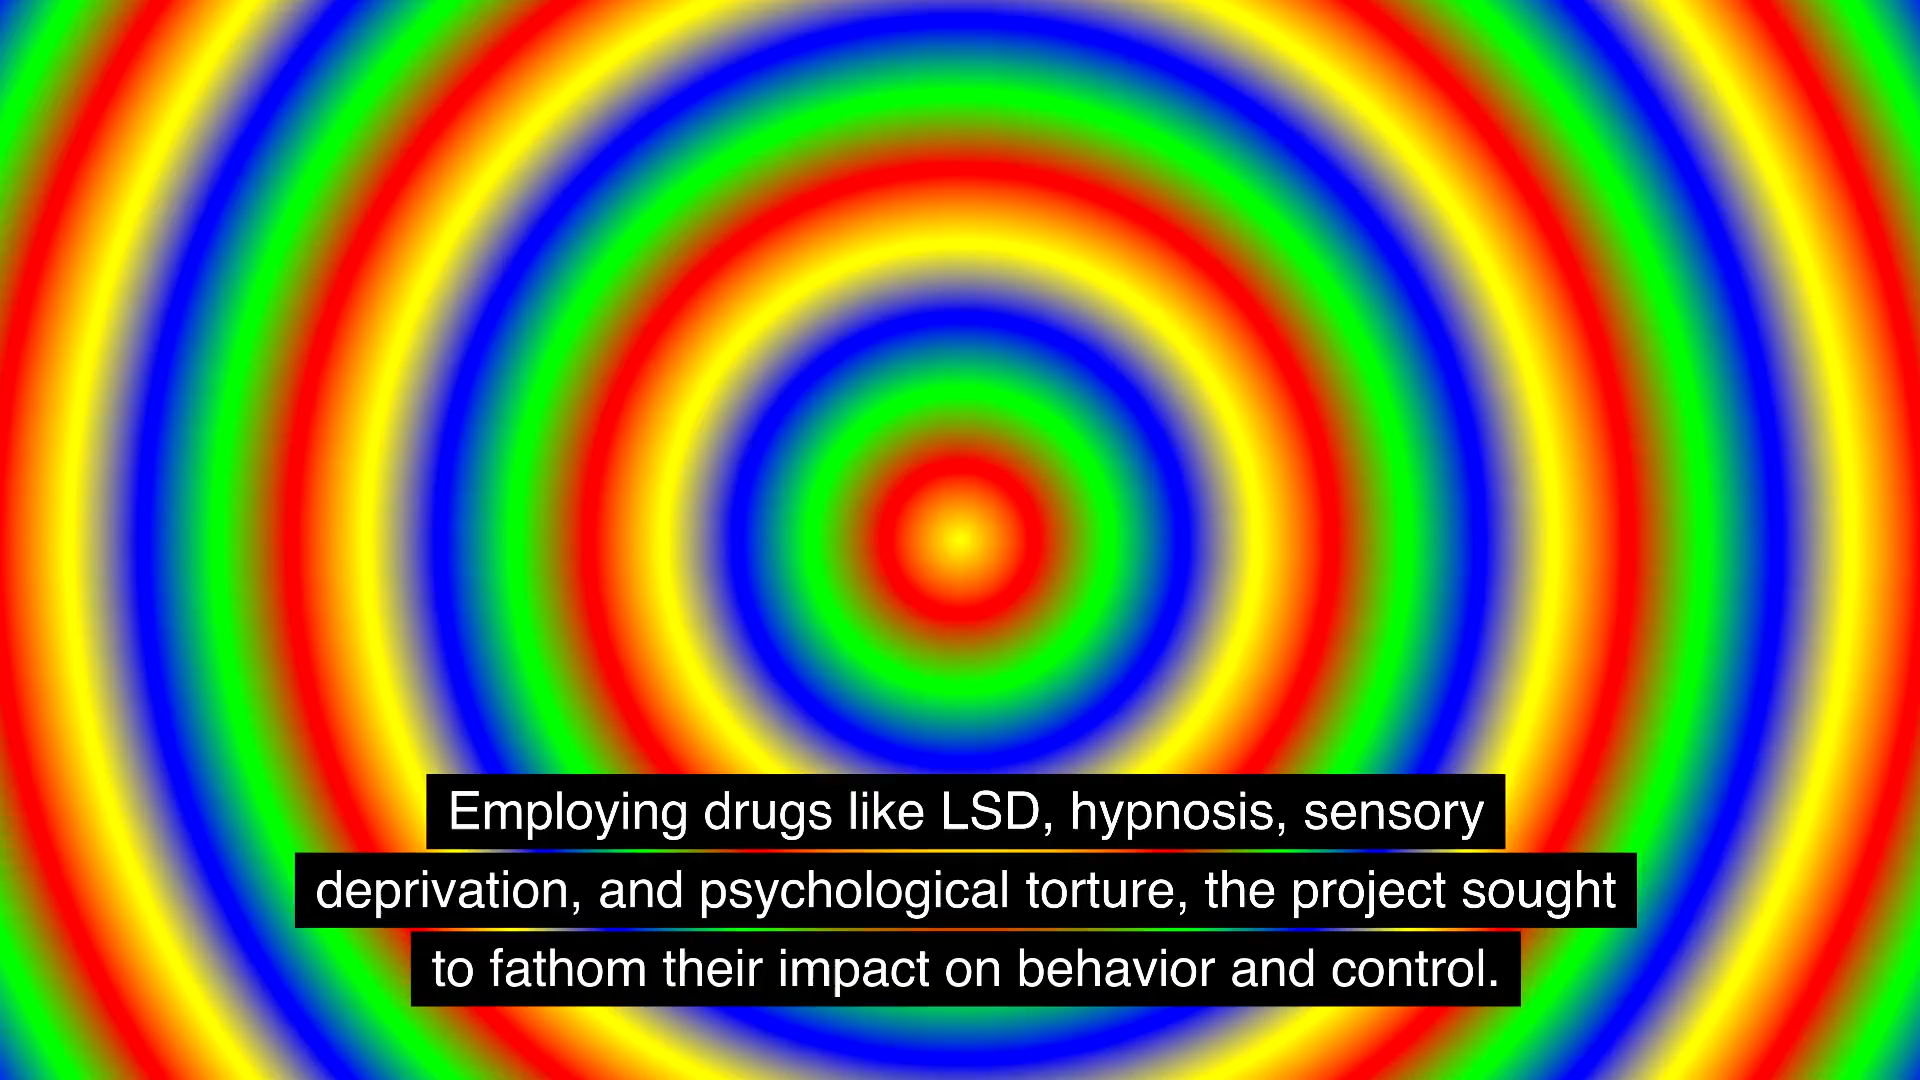 Employing drugs like LSD, hypnosis, sensory
deprivation, and psychological torture, the project sought
to fathom their impact on behavior and control.